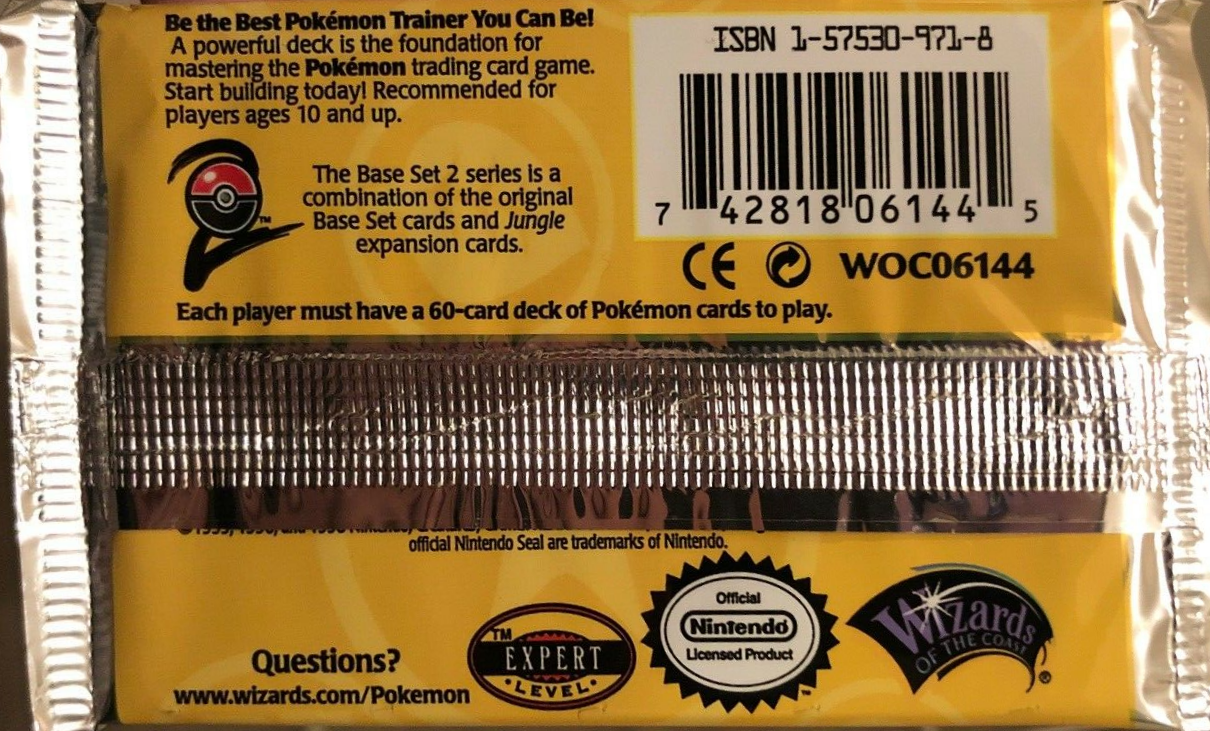 Be the Best Pokémon Trainer You Can Be!
A powerful deck is the foundation for
mastering the Pokémon trading card game.
Start building today! Recommended for
players ages 10 and up.
2
TM
The Base Set 2 series is a
combination of the original
Base Set cards and Jungle
expansion cards.
ISBN 1-57530-971-8
7 42818 06144 5
CE WOC06144
Each player must have a 60-card deck of Pokémon cards to play.
official Nintendo Seal are trademarks of Nintendo.
Questions?
www.wizards.com/Pokemon
TM
EXPERT
• LEVEL •
Official
Nintendo
Licensed Product
Wizards
OF THE COAST
®